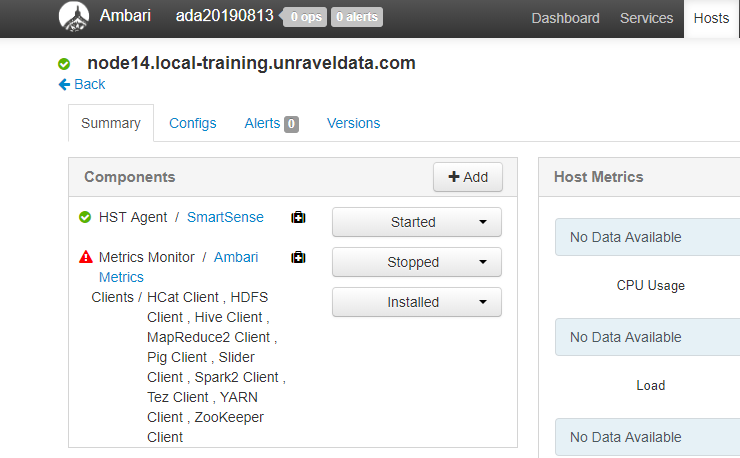 Ambari ada20190813 0 ops 0 alerts Dashboard Services Hosts
node14.local-training.unraveldata.com
Back
Summary Configs Alerts 0 Versions
Components Add
HST Agent / SmartSense Started
Metrics Monitor / Ambari
Metrics
Stopped
Clients / HCat Client , HDFS
Client , Hive Client ,
MapReduce2 Client ,
Pig Client , Slider
Client , Spark2 Client ,
Tez Client , YARN
Client , ZooKeeper
Client
Installed
Host Metrics
No Data Available
CPU Usage
No Data Available
Load
No Data Available